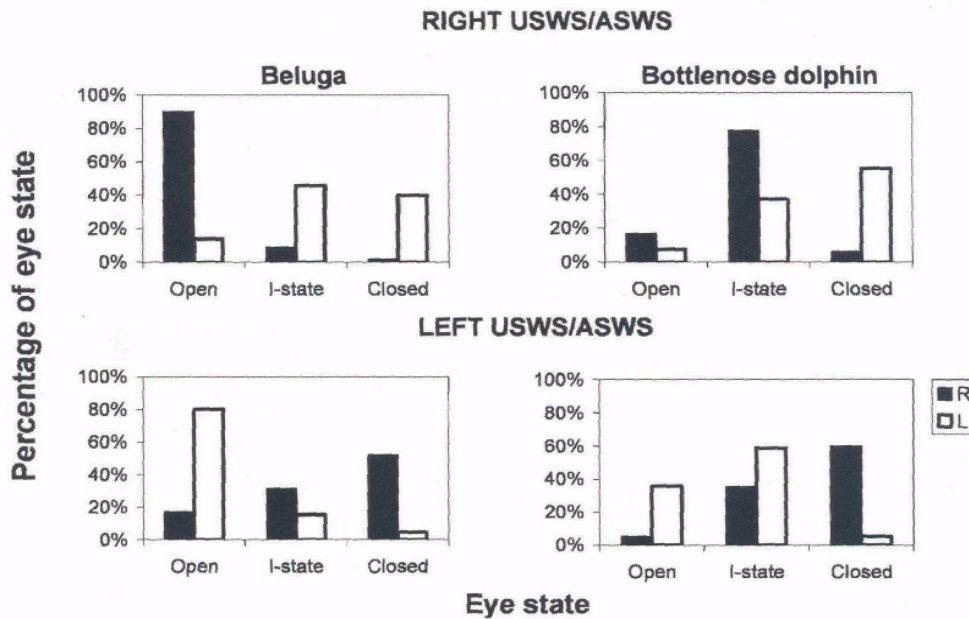 RIGHT USWS/ASWS
Beluga
Bottlenose dolphin
Percentage of eye state
100%
80%
60%
40%
20%
0%
Open I-state Closed
100%
80%
60%
40%
20%
0%
Open I-state Closed
LEFT USWS/ASWS
100%
80%
60%
40%
20%
0%
Open I-state Closed
100%
80%
60%
40%
20%
0%
Open I-state Closed
R
L
Eye state